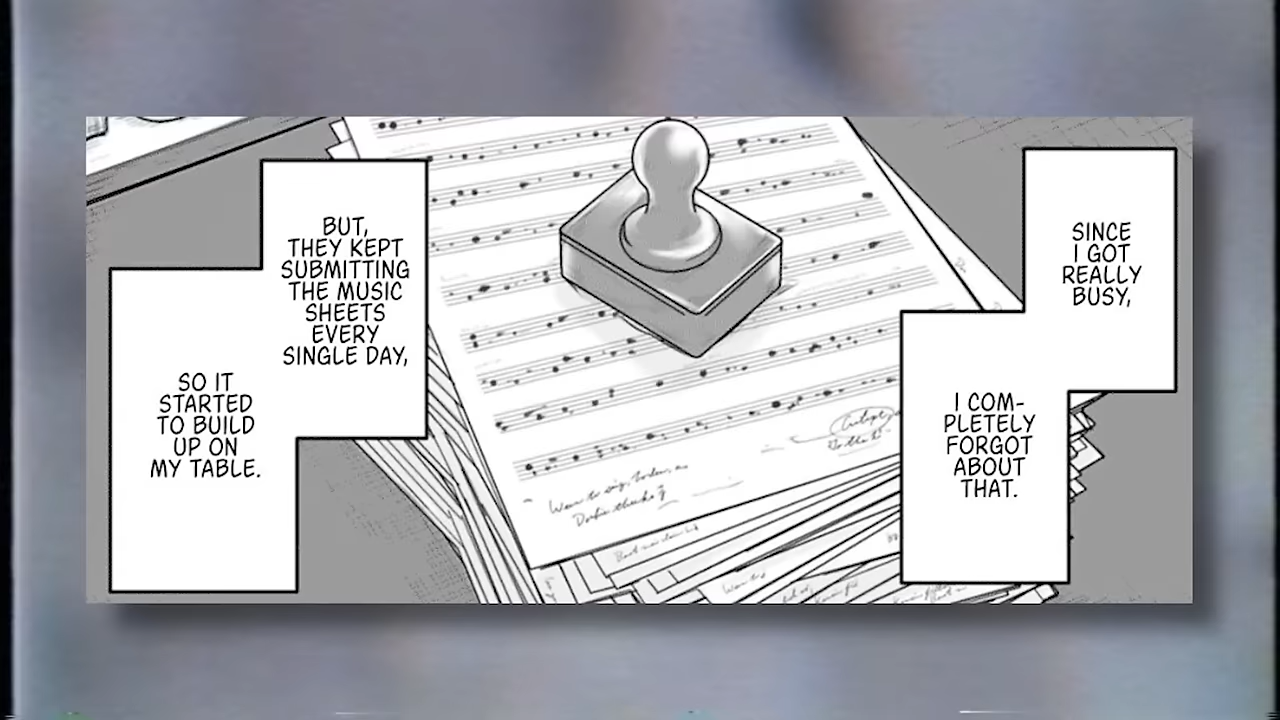 SINCE
I GOT
REALLY
BUSY,
I COM-
PLETELY
FORGOT
ABOUT
THAT.
BUT,
THEY KEPT
SUBMITTING
THE MUSIC
SHEETS
EVERY
SINGLE DAY,
SO IT
STARTED
TO BUILD
UP ON
MY TABLE.